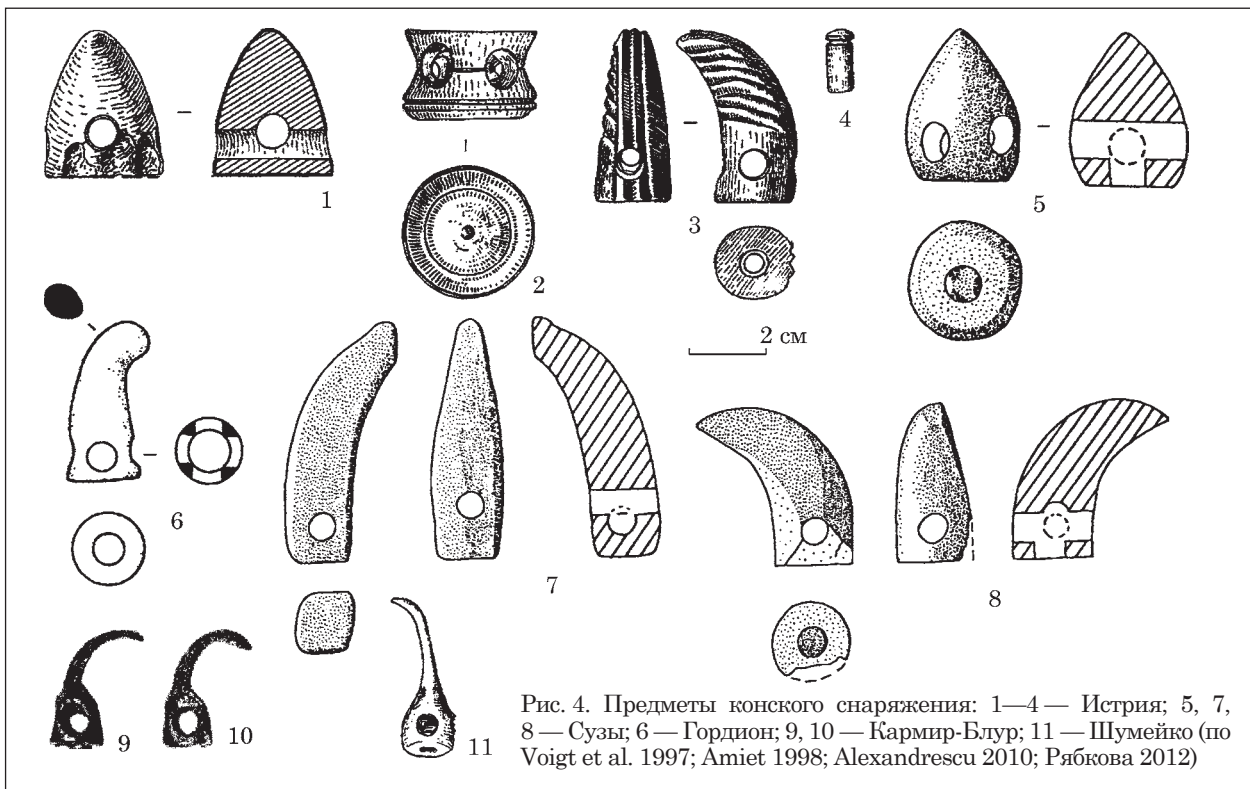 1
2
3
4
5
2 см
6
7
8
9
10
11
Рис. 4. Предметы конского снаряжения: 1—4 — Истрия; 5, 7,
8 — Сузы; 6 — Гордион; 9, 10 — Кармир-Блур; 11 — Шумейко (по
Voigt et al. 1997; Amiet 1998; Alexandrescu 2010; Рябкова 2012)